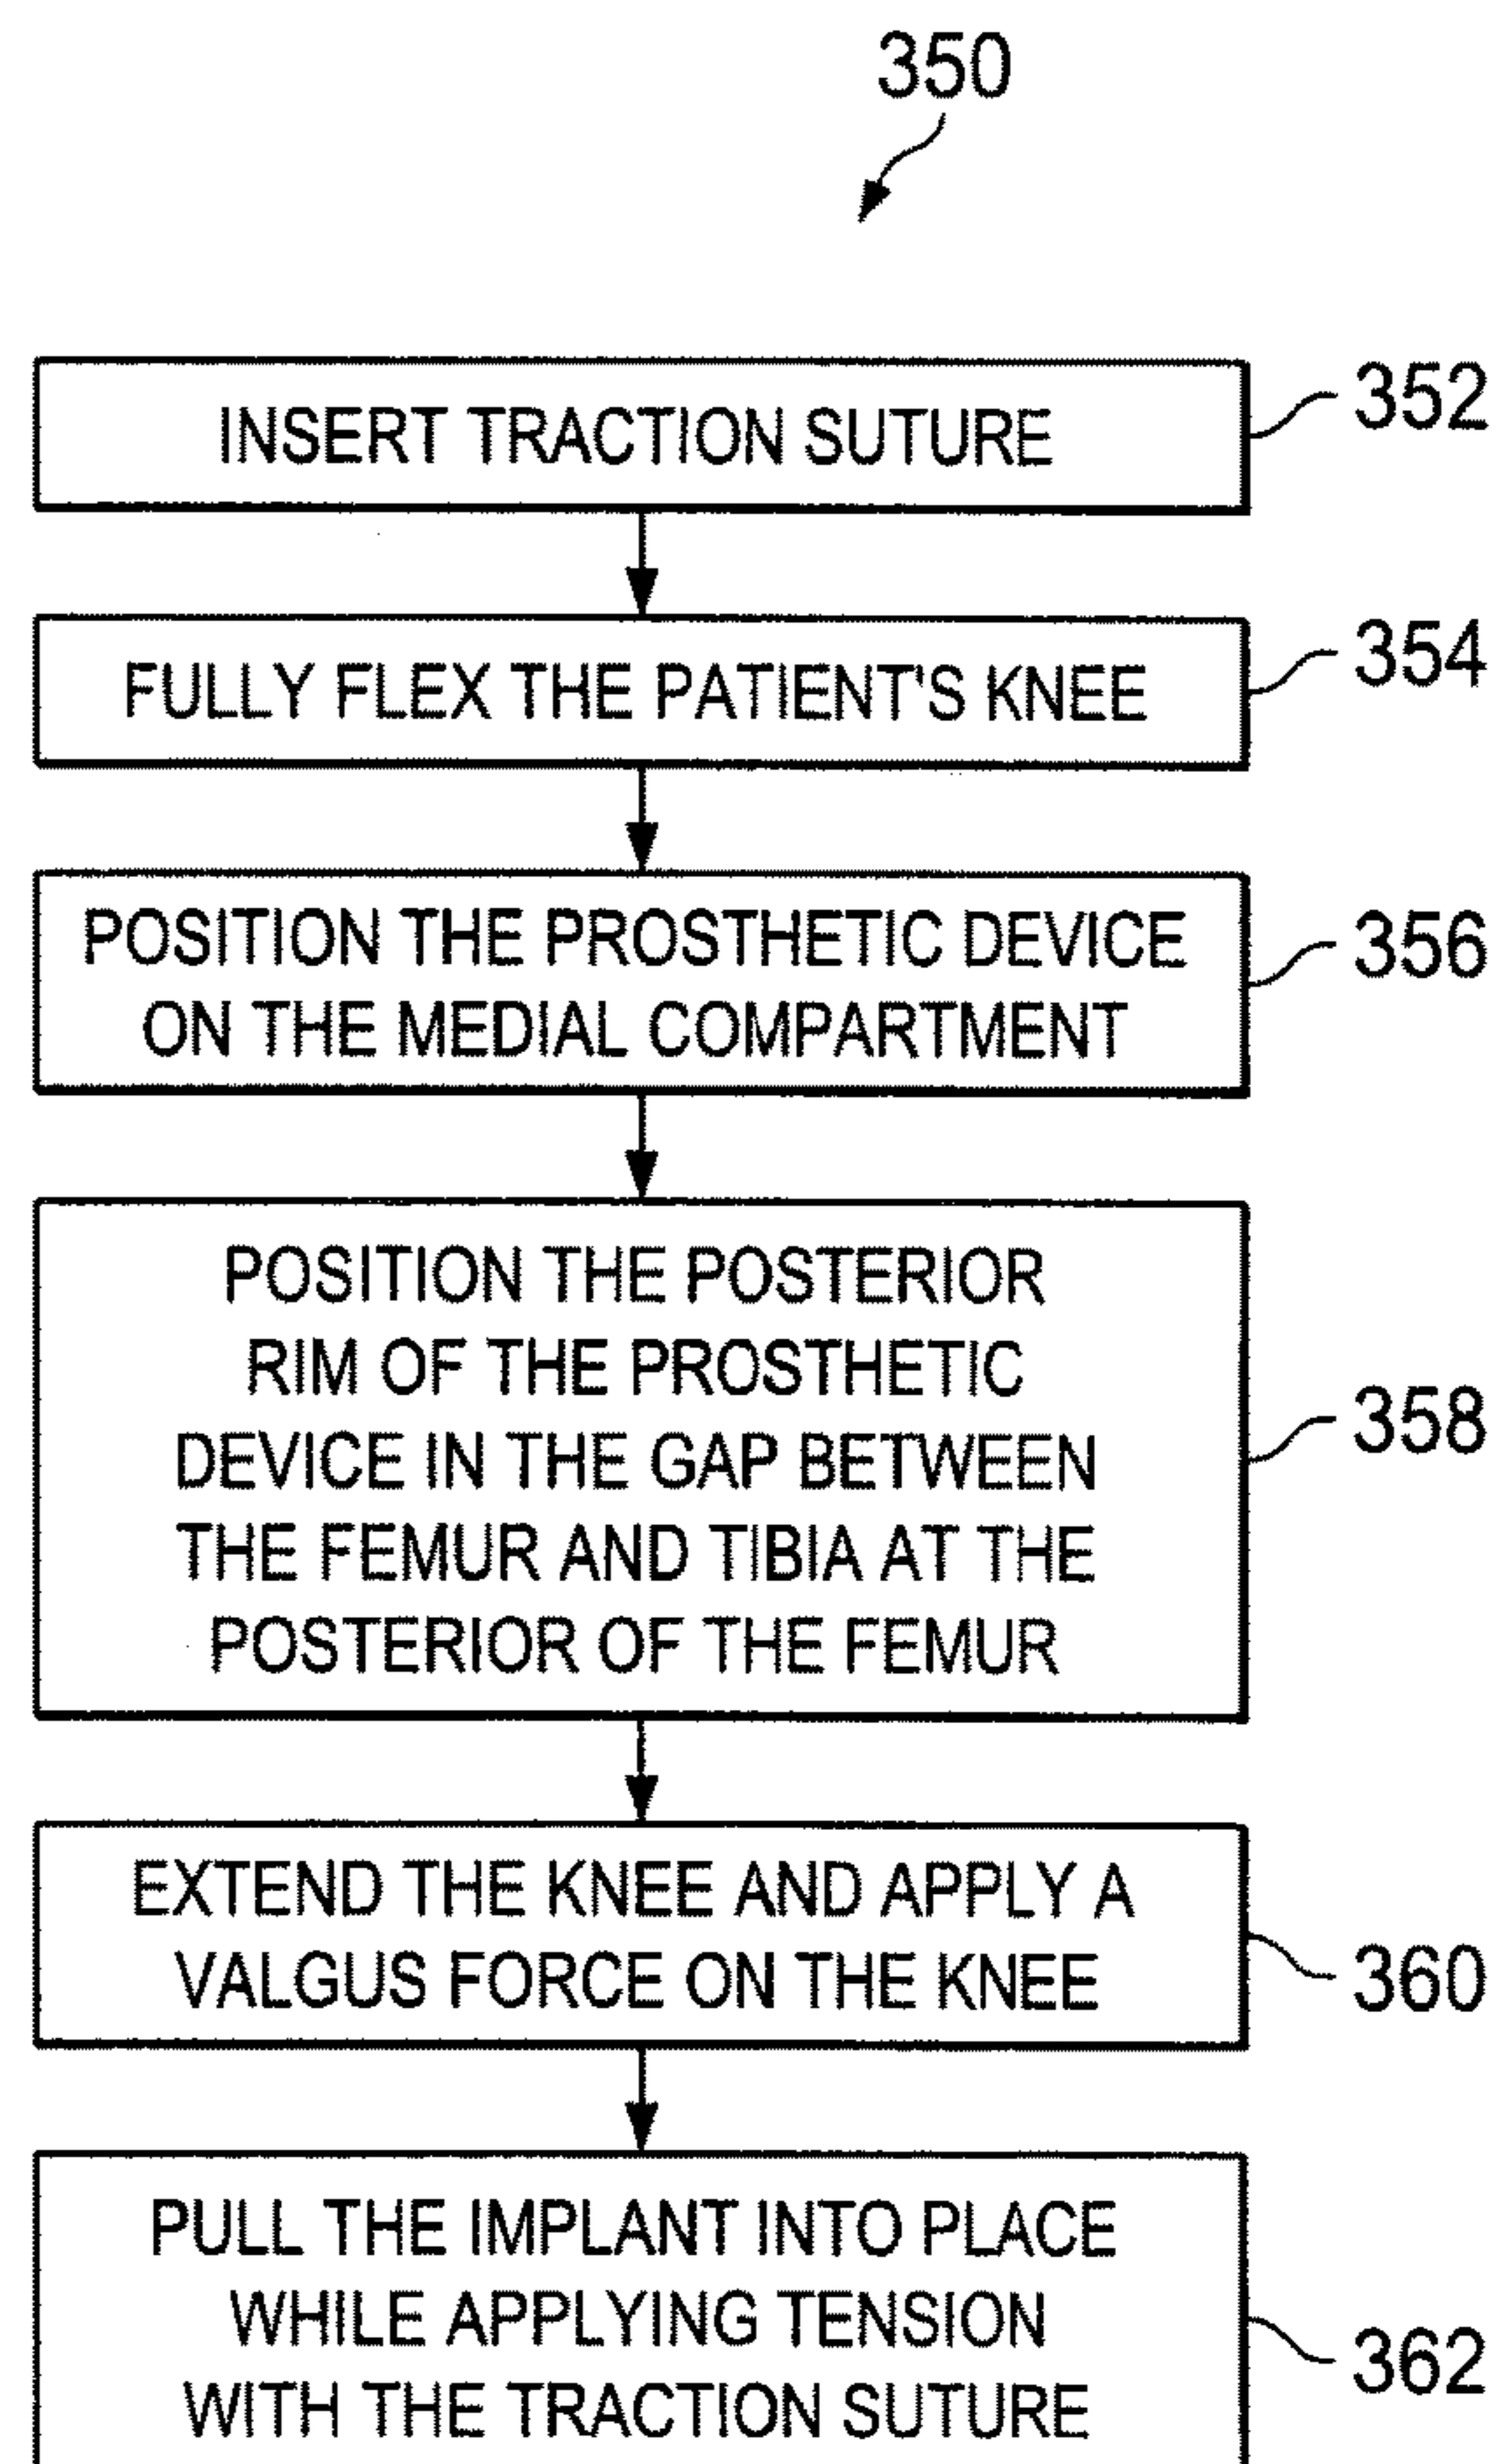 350
INSERT TRACTION SUTURE
352
FULLY FLEX THE PATIENT'S KNEE
354
POSITION THE PROSTHETIC DEVICE
ON THE MEDIAL COMPARTMENT
356
POSITION THE POSTERIOR
RIM OF THE PROSTHETIC
DEVICE IN THE GAP BETWEEN
THE FEMUR AND TIBIA AT THE
POSTERIOR OF THE FEMUR
358
EXTEND THE KNEE AND APPLY A
VALGUS FORCE ON THE KNEE
360
PULL THE IMPLANT INTO PLACE
WHILE APPLYING TENSION
WITH THE TRACTION SUTURE
362